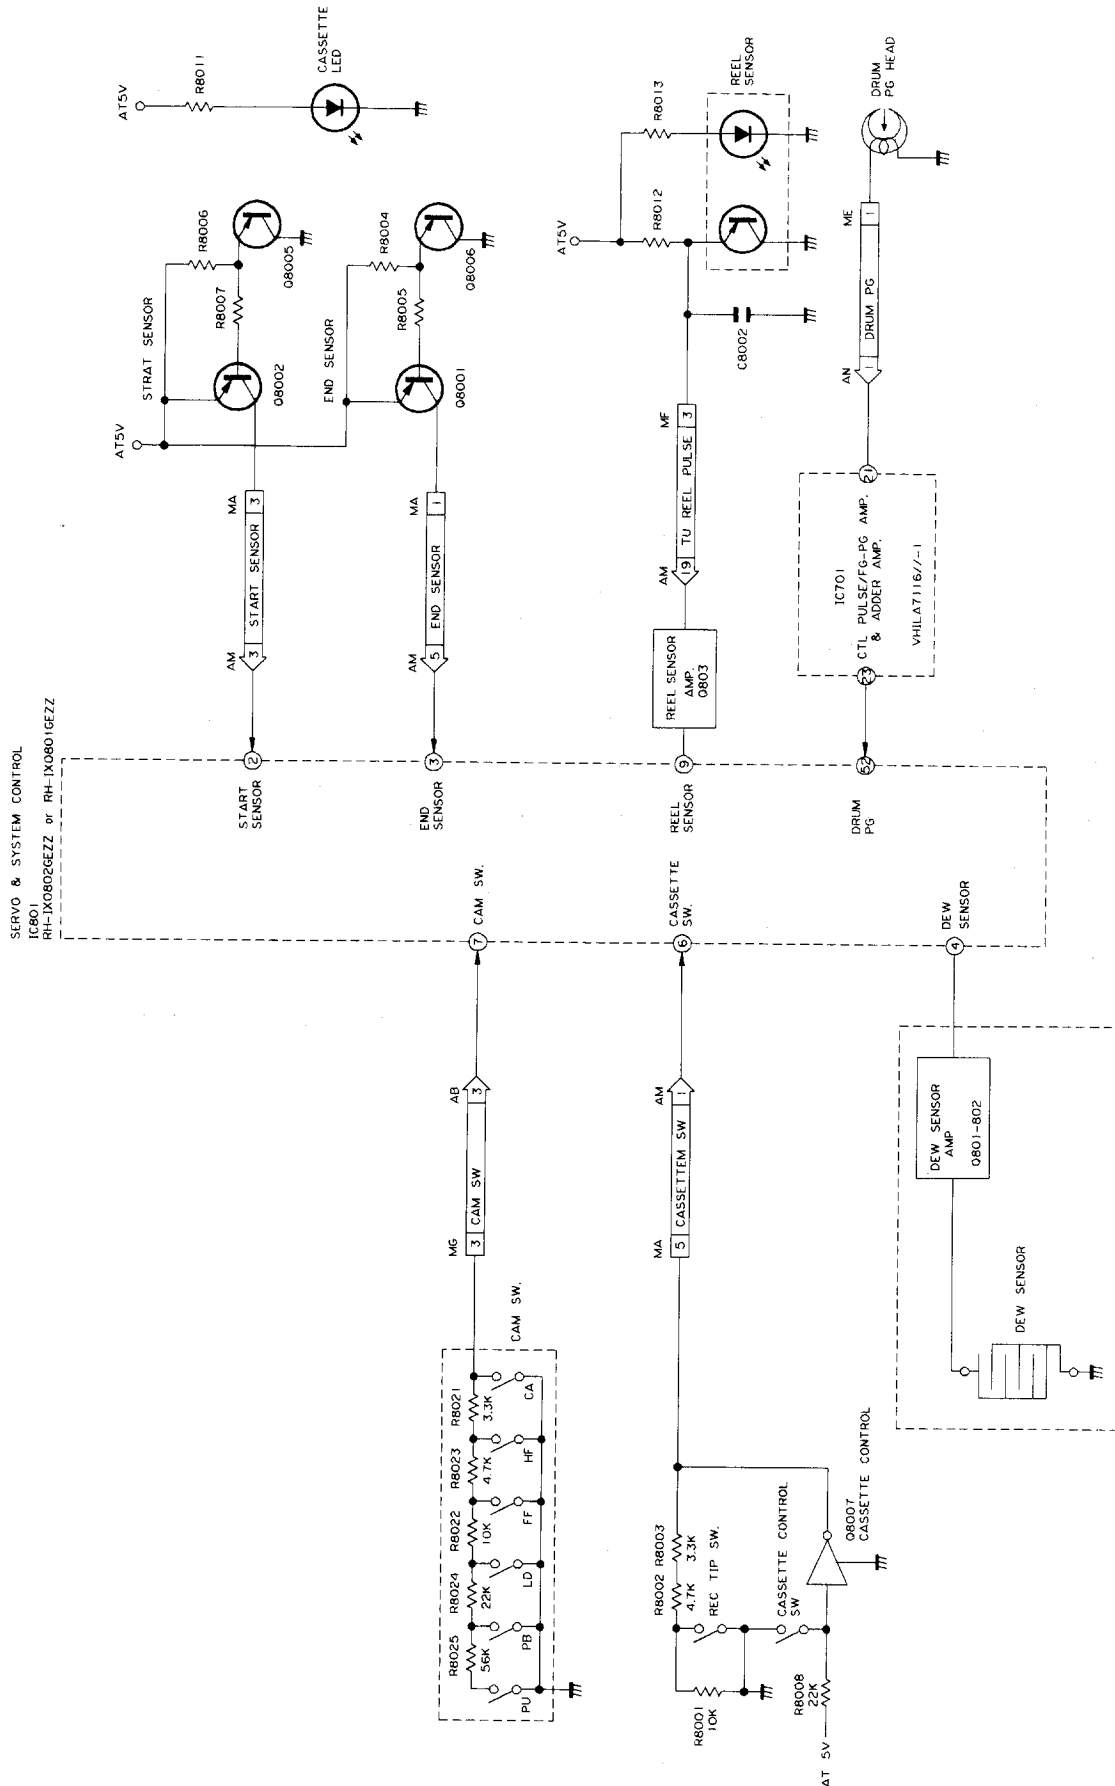 SERVO & SYSTEM CONTROL
IC801
RH-IX0802GEZZ or RH-IX0801GEZZ
AT5V
R8011
CASSETTE
LED
AT5V
STRAT SENSOR
R8006
R8007
Q8005
Q8002
END SENSOR
R8004
R8005
Q8006
Q8001
MA
3
START SENSOR
3
AM
2
START
SENSOR
MA
1
END SENSOR
5
AM
3
END
SENSOR
AT5V
R8013
R8012
REEL
SENSOR
C8002
MF
3
TU REEL PULSE
19
AM
REEL SENSOR
AMP.
Q803
9
REEL
SENSOR
DRUM
PG HEAD
ME
1
DRUM PG
1
AN
21
IC701
CTL PULSE/FG-PG AMP.
& ADDER AMP.
VHILA7116//-1
23
52
DRUM
PG
7
CAM SW.
AB
3
CAM SW
3
MG
CAM SW.
R8021
3.3K
R8023
4.7K
R8022
10K
R8024
22K
R8025
56K
CA
HF
FF
LD
PB
PU
6
CASSETTE
SW.
AM
1
CASSETTEM SW
5
MA
R8003
3.3K
R8002
4.7K
REC TIP SW.
R8001
10K
CASSETTE CONTROL
SW
Q8007
CASSETTE CONTROL
R8008
22K
AT 5V
4
DEW
SENSOR
DEW SENSOR
AMP
Q801-802
DEW SENSOR